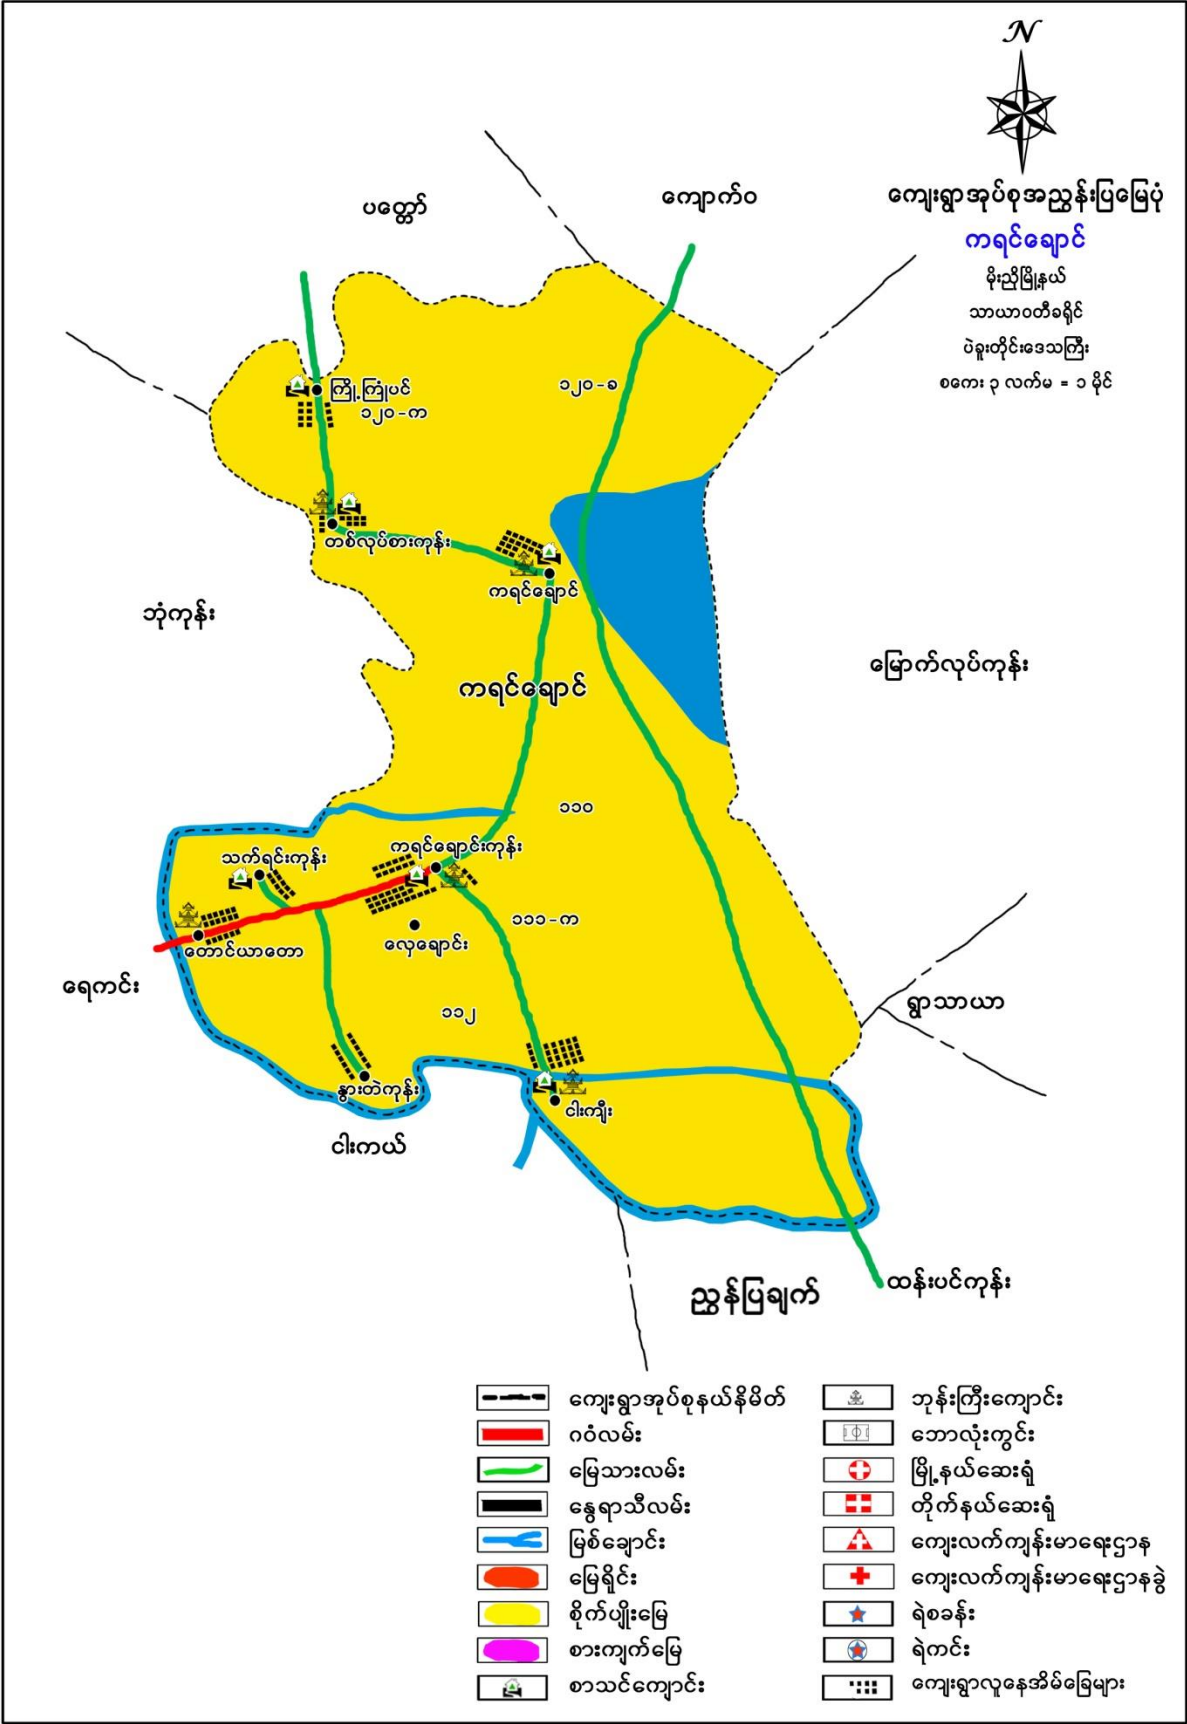 N
ကျေးရွာအုပ်စုအညွှန်းပြမြေပုံ
ကရင်ချောင်
မိုးညိုမြို့နယ်
သာယာဝတီခရိုင်
ပဲခူးတိုင်းဒေသကြီး
စကေး ၃ လက်မ = ၁ မိုင်
ပတ္တော်
ကျောက်ဝ
၁၂၀-ခ
ကြို့ကြုံပင်
၁၂၀-က
တစ်လုပ်စားကုန်း
ကရင်ချောင်
ဘုံကုန်း
မြောက်လုပ်ကုန်း
ကရင်ချောင်
၁၁၀
ကရင်ချောင်းကုန်း
သက်ရင်းကုန်း
၁၁၁-က
တောင်ယာတော
လှေချောင်း
ရေကင်း
ရွာသာယာ
၁၁၂
နွားတဲကုန်း
ငါးကျီး
ငါးကယ်
ထန်းပင်ကုန်း
ညွှန်ပြချက်
ကျေးရွာအုပ်စုနယ်နိမိတ်
ဂဝံလမ်း
မြေသားလမ်း
နွေရာသီလမ်း
မြစ်ချောင်း
မြေရိုင်း
စိုက်ပျိုးမြေ
စားကျက်မြေ
စာသင်ကျောင်း
ဘုန်းကြီးကျောင်း
ဘောလုံးကွင်း
မြို့နယ်ဆေးရုံ
တိုက်နယ်ဆေးရုံ
ကျေးလက်ကျန်းမာရေးဌာန
ကျေးလက်ကျန်းမာရေးဌာနခွဲ
ရဲစခန်း
ရဲကင်း
ကျေးရွာလူနေအိမ်ခြေများ